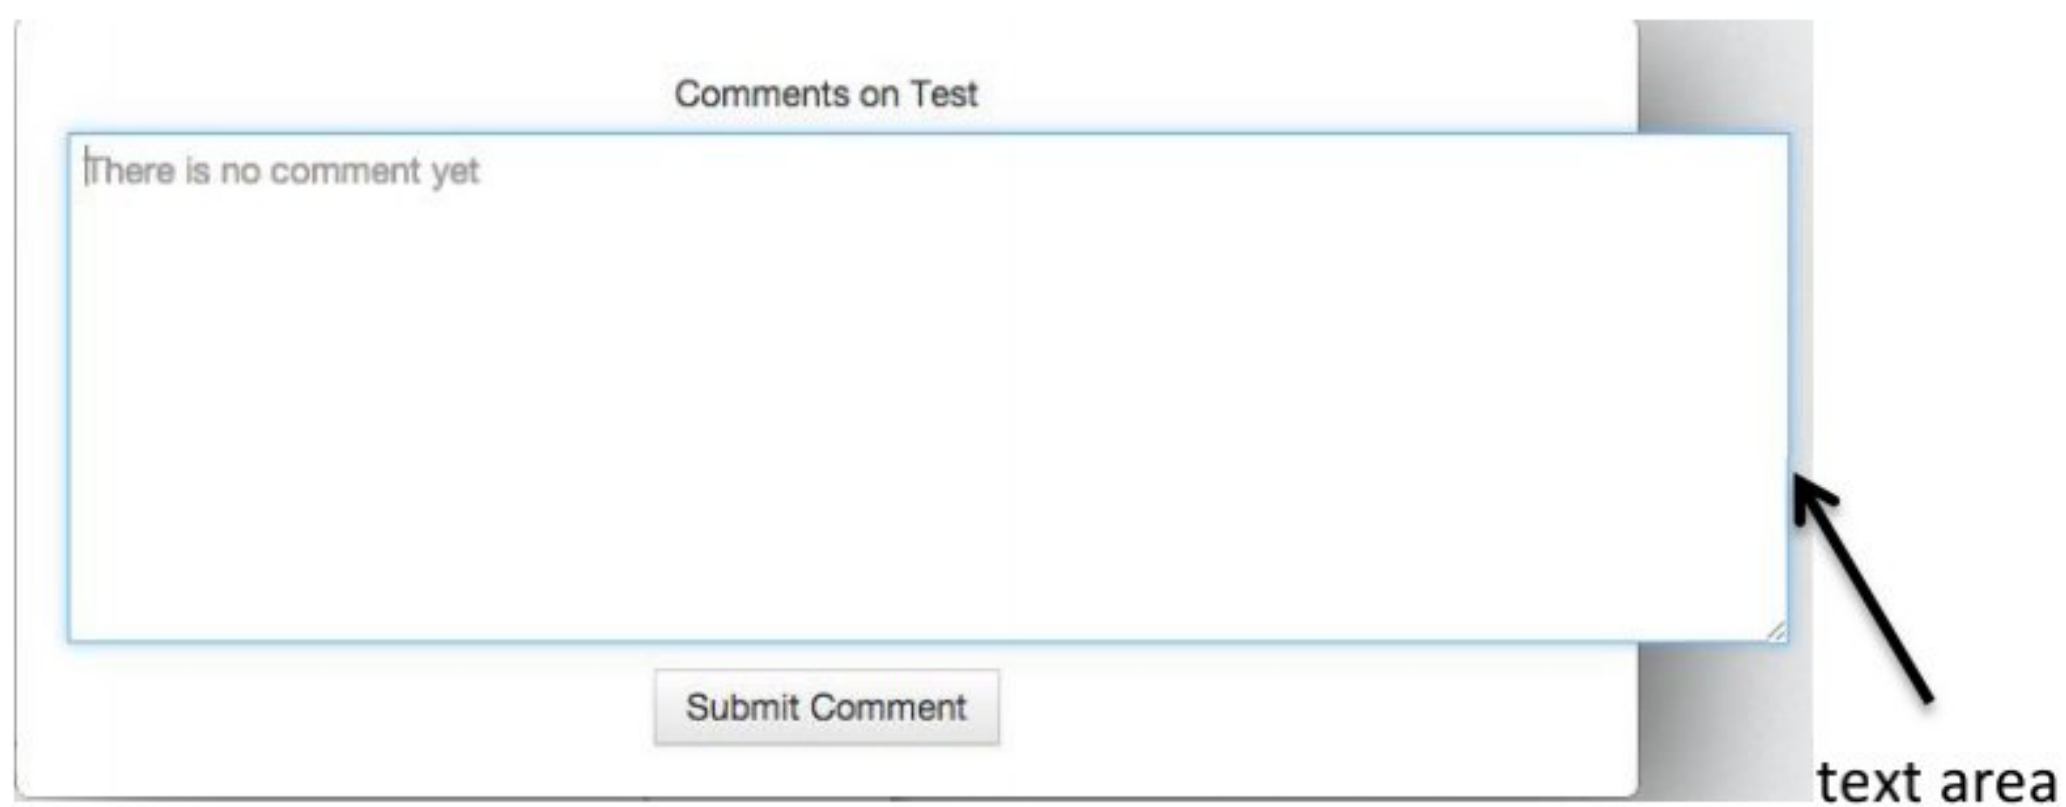 Comments on Test
There is no comment yet
Submit Comment
text area